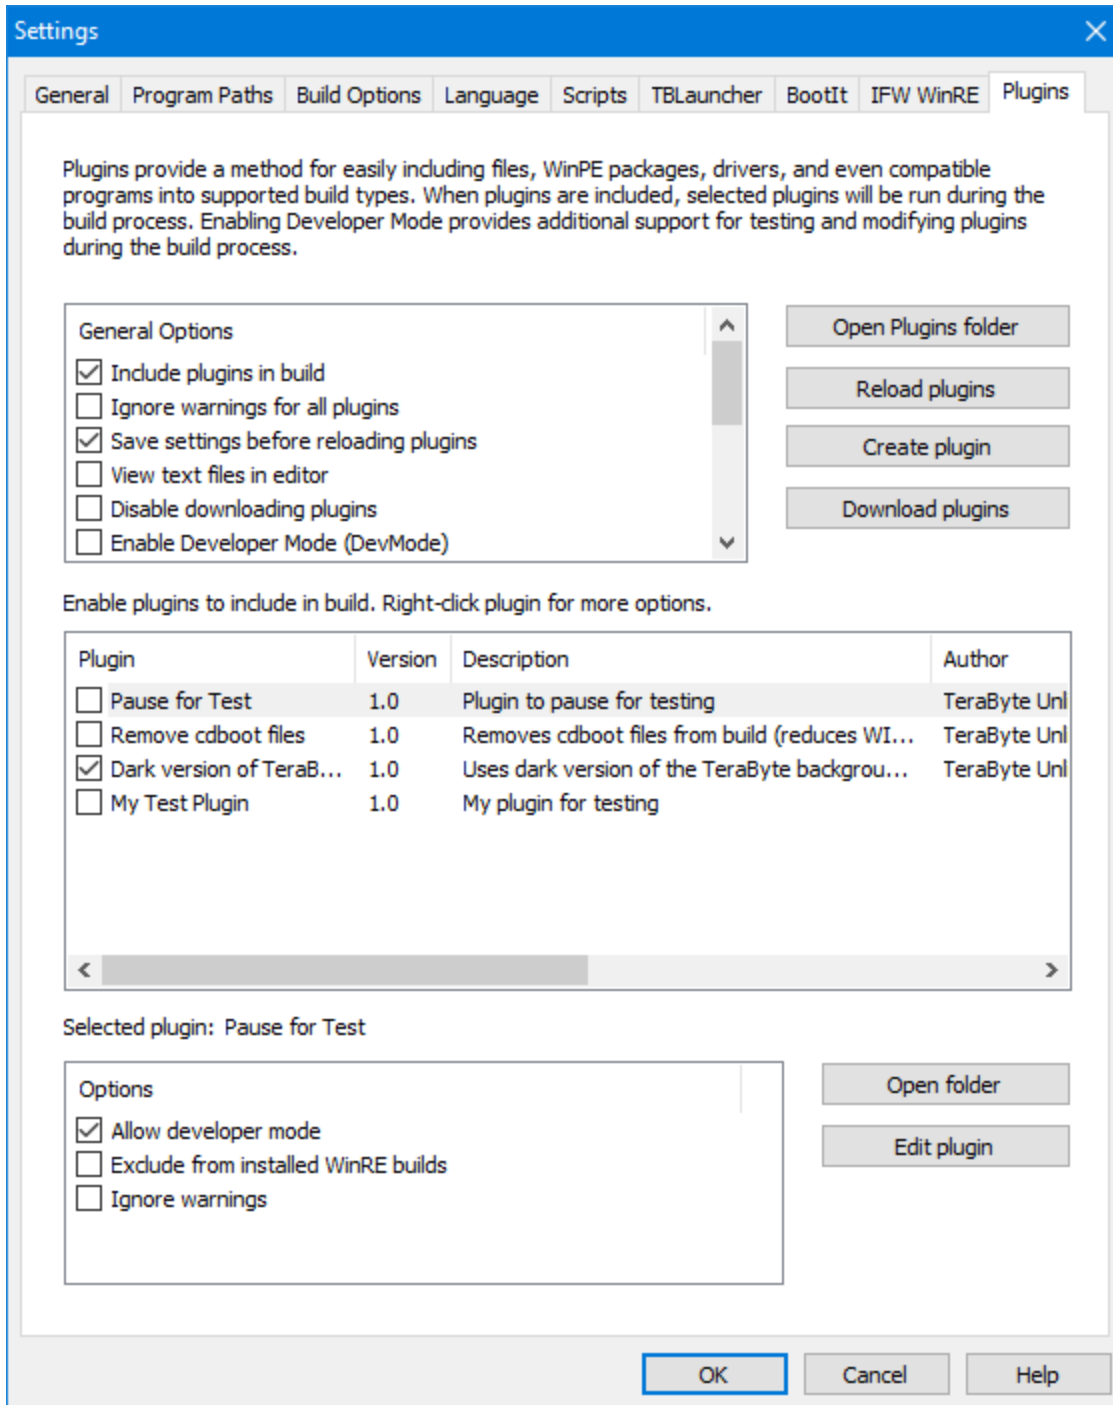 Settings
General Program Paths Build Options Language Scripts TBLauncher BootIt IFW WinRE Plugins
Plugins provide a method for easily including files, WinPE packages, drivers, and even compatible
programs into supported build types. When plugins are included, selected plugins will be run during the
build process. Enabling Developer Mode provides additional support for testing and modifying plugins
during the build process.
General Options
Include plugins in build
Ignore warnings for all plugins
Save settings before reloading plugins
View text files in editor
Disable downloading plugins
Enable Developer Mode (DevMode)
Open Plugins folder
Reload plugins
Create plugin
Download plugins
Enable plugins to include in build. Right-click plugin for more options.
Plugin Version Description Author
Pause for Test 1.0 Plugin to pause for testing TeraByte Unl
Remove cdboot files 1.0 Removes cdboot files from build (reduces WI... TeraByte Unl
Dark version of TeraB... 1.0 Uses dark version of the TeraByte backgrou... TeraByte Unl
My Test Plugin 1.0 My plugin for testing
Selected plugin: Pause for Test
Options
Allow developer mode
Exclude from installed WinRE builds
Ignore warnings
Open folder
Edit plugin
OK Cancel Help